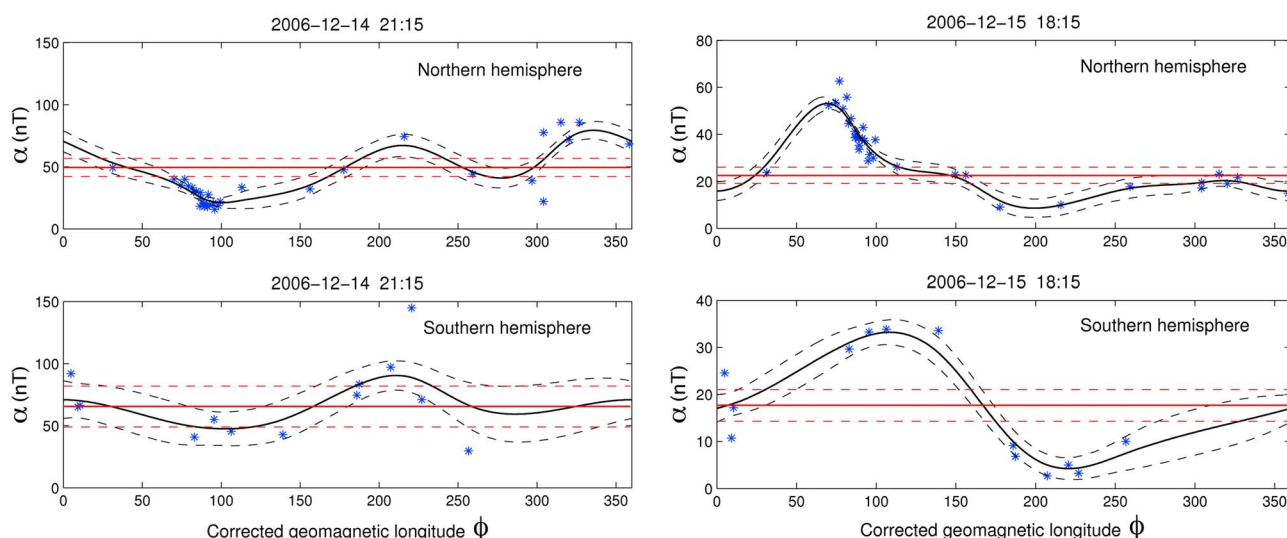 2006-12-14 21:15
150
100
50
0
α (nT)
Northern hemisphere
0 50 100 150 200 250 300 350
2006-12-15 18:15
80
60
40
20
0
α (nT)
Northern hemisphere
0 50 100 150 200 250 300 350
2006-12-14 21:15
150
100
50
0
α (nT)
Southern hemisphere
0 50 100 150 200 250 300 350
Corrected geomagnetic longitude ϕ
2006-12-15 18:15
40
30
20
10
0
α (nT)
Southern hemisphere
0 50 100 150 200 250 300 350
Corrected geomagnetic longitude ϕ